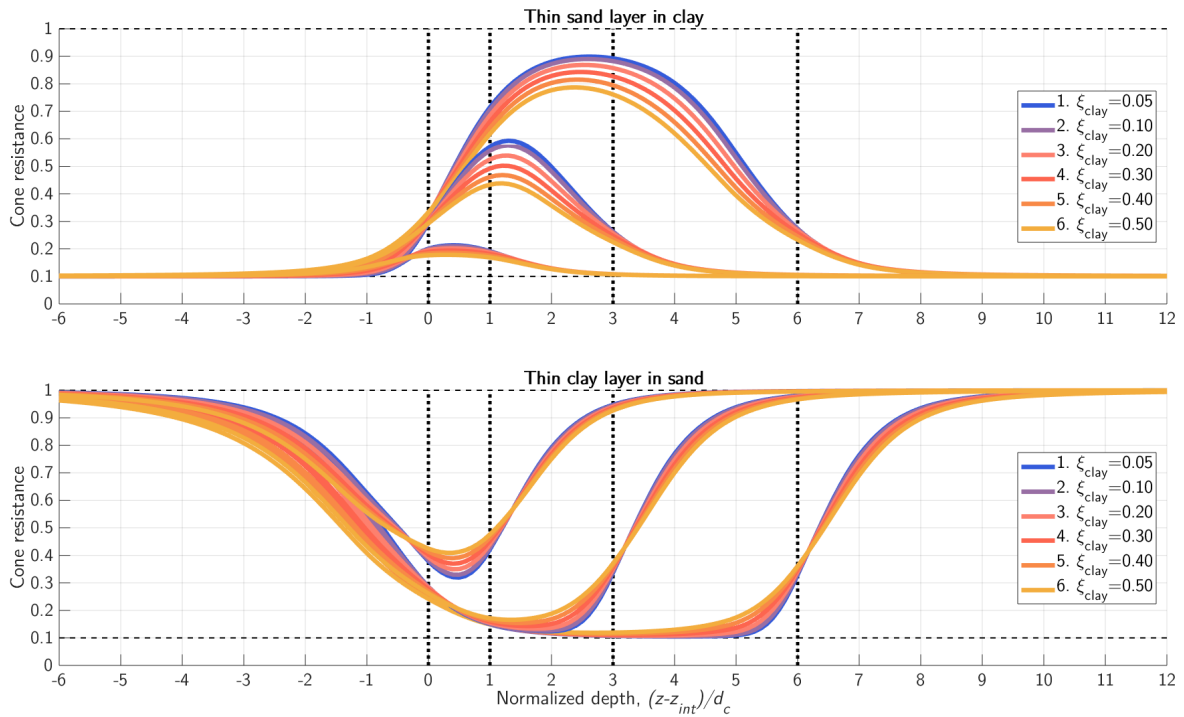 Thin sand layer in clay
1
0.9
0.8
0.7
0.6
0.5
0.4
0.3
0.2
0.1
0
Cone resistance
1. ξclay=0.05
2. ξclay=0.10
3. ξclay=0.20
4. ξclay=0.30
5. ξclay=0.40
6. ξclay=0.50
-6 -5 -4 -3 -2 -1 0 1 2 3 4 5 6 7 8 9 10 11 12
Thin clay layer in sand
1
0.9
0.8
0.7
0.6
0.5
0.4
0.3
0.2
0.1
0
Cone resistance
1. ξclay=0.05
2. ξclay=0.10
3. ξclay=0.20
4. ξclay=0.30
5. ξclay=0.40
6. ξclay=0.50
-6 -5 -4 -3 -2 -1 0 1 2 3 4 5 6 7 8 9 10 11 12
Normalized depth, (z-zint)/dc